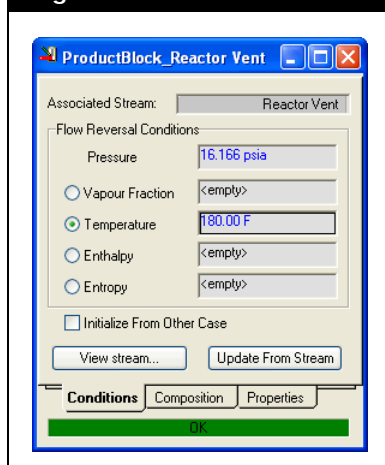 ProductBlock_Reactor Vent
Associated Stream: Reactor Vent
Flow Reversal Conditions
Pressure 16.166 psia
Vapour Fraction <empty>
Temperature 180.00 F
Enthalpy <empty>
Entropy <empty>
Initialize From Other Case
View stream... Update From Stream
Conditions Composition Properties
OK